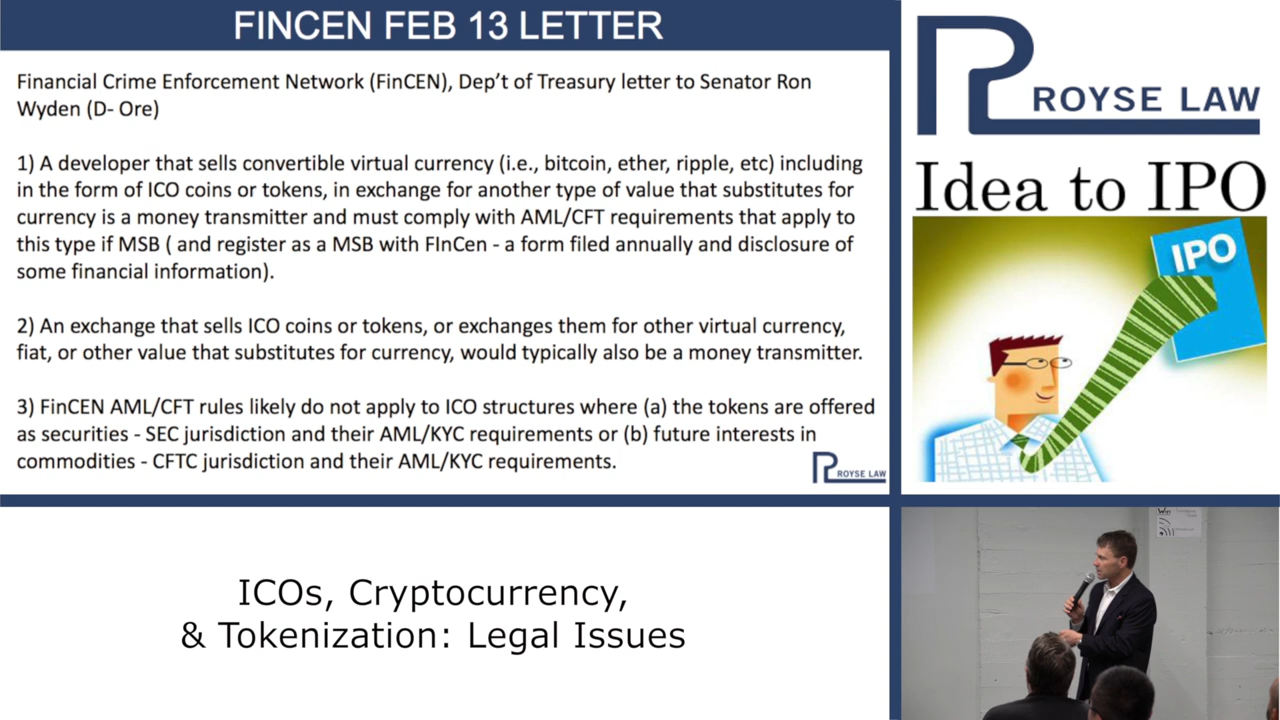 FINCEN FEB 13 LETTER
Financial Crime Enforcement Network (FinCEN), Dep't of Treasury letter to Senator Ron
Wyden (D- Ore)
1) A developer that sells convertible virtual currency (i.e., bitcoin, ether, ripple, etc) including
in the form of ICO coins or tokens, in exchange for another type of value that substitutes for
currency is a money transmitter and must comply with AML/CFT requirements that apply to
this type if MSB ( and register as a MSB with FInCen - a form filed annually and disclosure of
some financial information).
2) An exchange that sells ICO coins or tokens, or exchanges them for other virtual currency,
fiat, or other value that substitutes for currency, would typically also be a money transmitter.
3) FinCEN AML/CFT rules likely do not apply to ICO structures where (a) the tokens are offered
as securities - SEC jurisdiction and their AML/KYC requirements or (b) future interests in
commodities - CFTC jurisdiction and their AML/KYC requirements.
ROYSE LAW
ROYSE LAW
Idea to IPO
IPO
ICOs, Cryptocurrency,
& Tokenization: Legal Issues